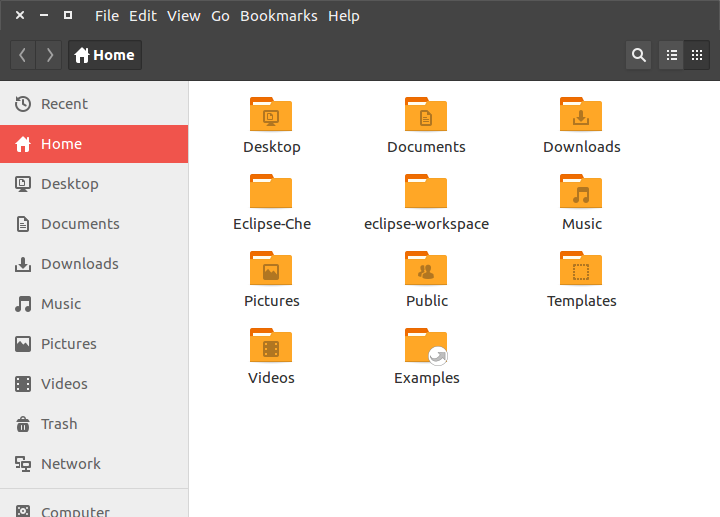 File Edit View Go Bookmarks Help
Home
Recent
Home
Desktop
Documents
Downloads
Music
Pictures
Videos
Trash
Network
Computer
Desktop Documents Downloads
Eclipse-Che eclipse-workspace Music
Pictures Public Templates
Videos Examples